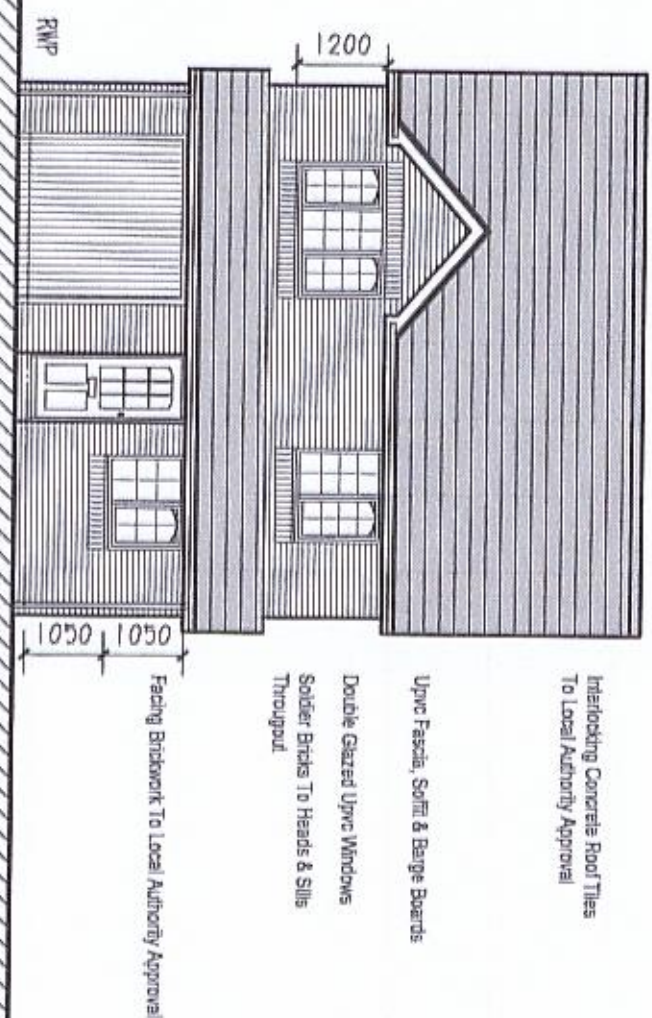 Interlocking Concrete Roof Tiles
To Local Authority Approval
Upvc Fascia, Soffit & Barge Boards
Double Glazed Upvc Windows
Soldier Bricks To Heads & Sills
Througout.
Facing Brickwork To Local Authority Approval
1200
1050
1050
RWP